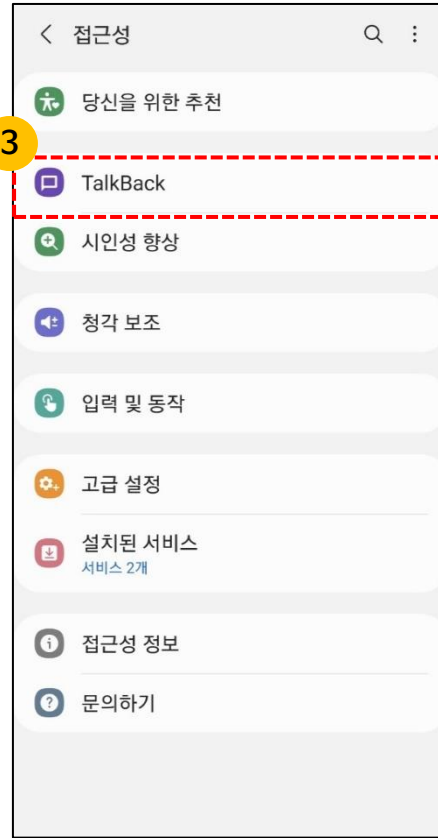 접근성
당신을 위한 추천
3
TalkBack
시인성 향상
청각 보조
입력 및 동작
고급 설정
설치된 서비스
서비스 2개
접근성 정보
문의하기